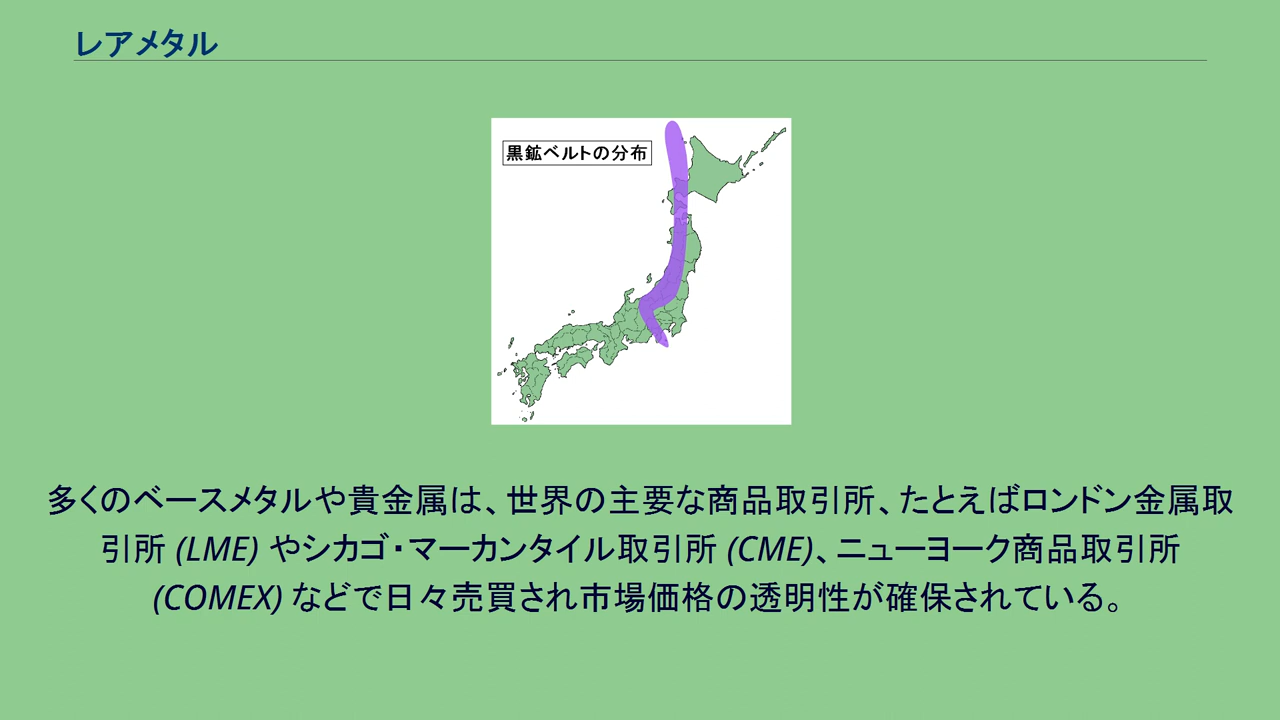 レアメタル
黒鉱ベルトの分布
多くのベースメタルや貴金属は、世界の主要な商品取引所、たとえばロンドン金属取
引所 (LME) やシカゴ・マーカンタイル取引所 (CME)、ニューヨーク商品取引所
(COMEX) などで日々売買され市場価格の透明性が確保されている。